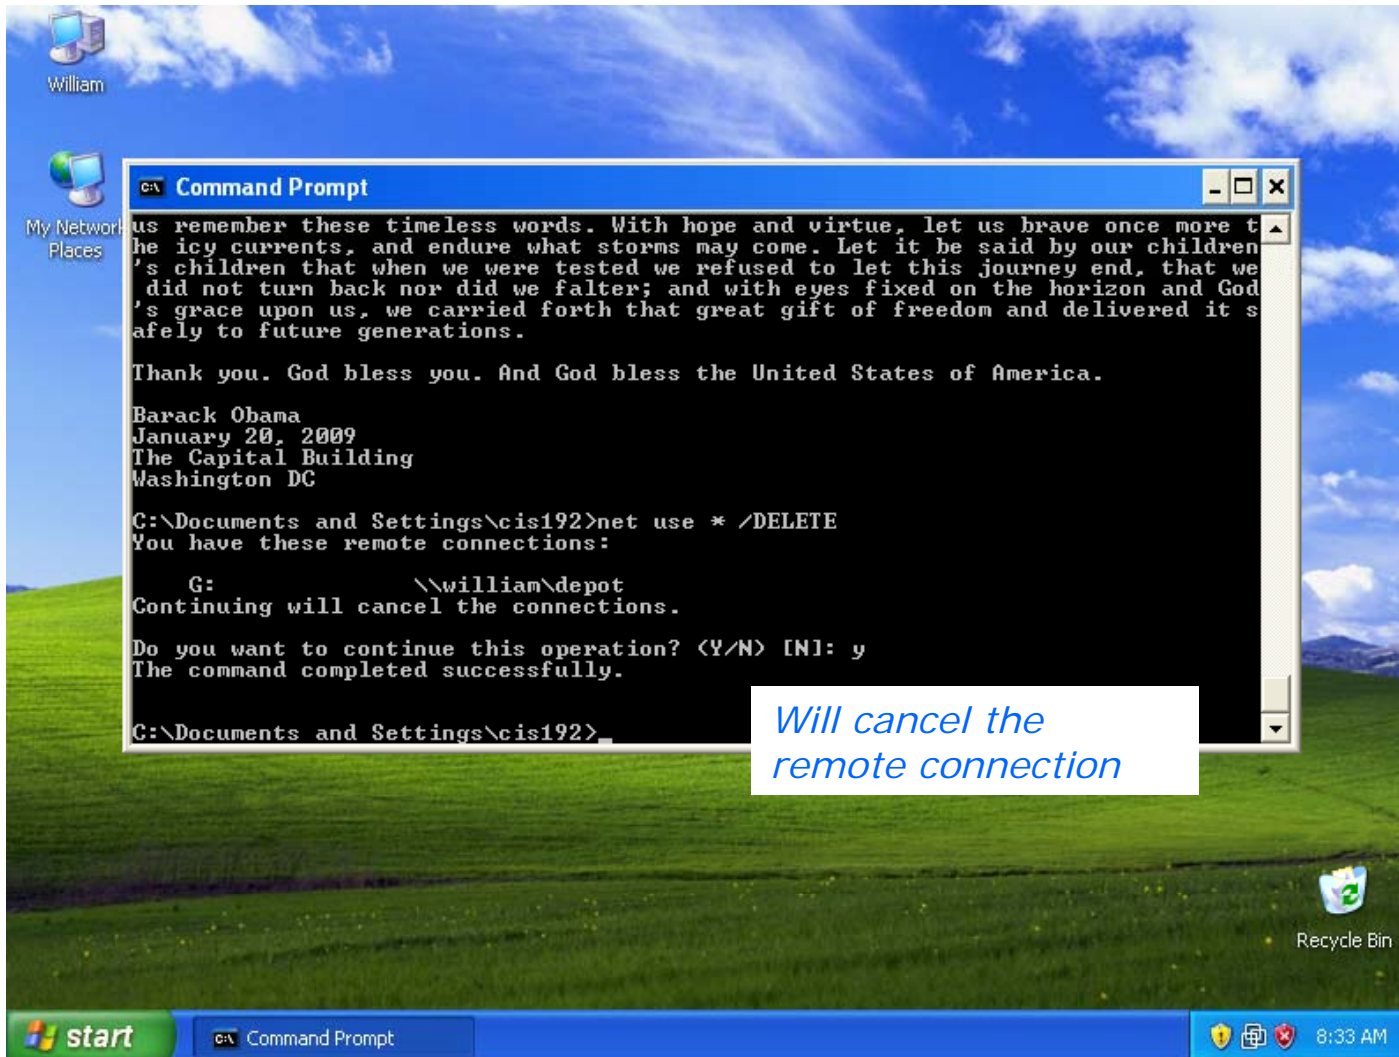 William
My Network
Places
Command Prompt
us remember these timeless words. With hope and virtue, let us brave once more t
he icy currents, and endure what storms may come. Let it be said by our children
's children that when we were tested we refused to let this journey end, that we
 did not turn back nor did we falter; and with eyes fixed on the horizon and God
's grace upon us, we carried forth that great gift of freedom and delivered it s
afely to future generations.
Thank you. God bless you. And God bless the United States of America.
Barack Obama
January 20, 2009
The Capital Building
Washington DC
C:\Documents and Settings\cis192>net use * /DELETE
You have these remote connections:
G: \\william\depot
Continuing will cancel the connections.
Do you want to continue this operation? (Y/N) [N]: y
The command completed successfully.
C:\Documents and Settings\cis192>_
Will cancel the
remote connection
Recycle Bin
start
Command Prompt
8:33 AM